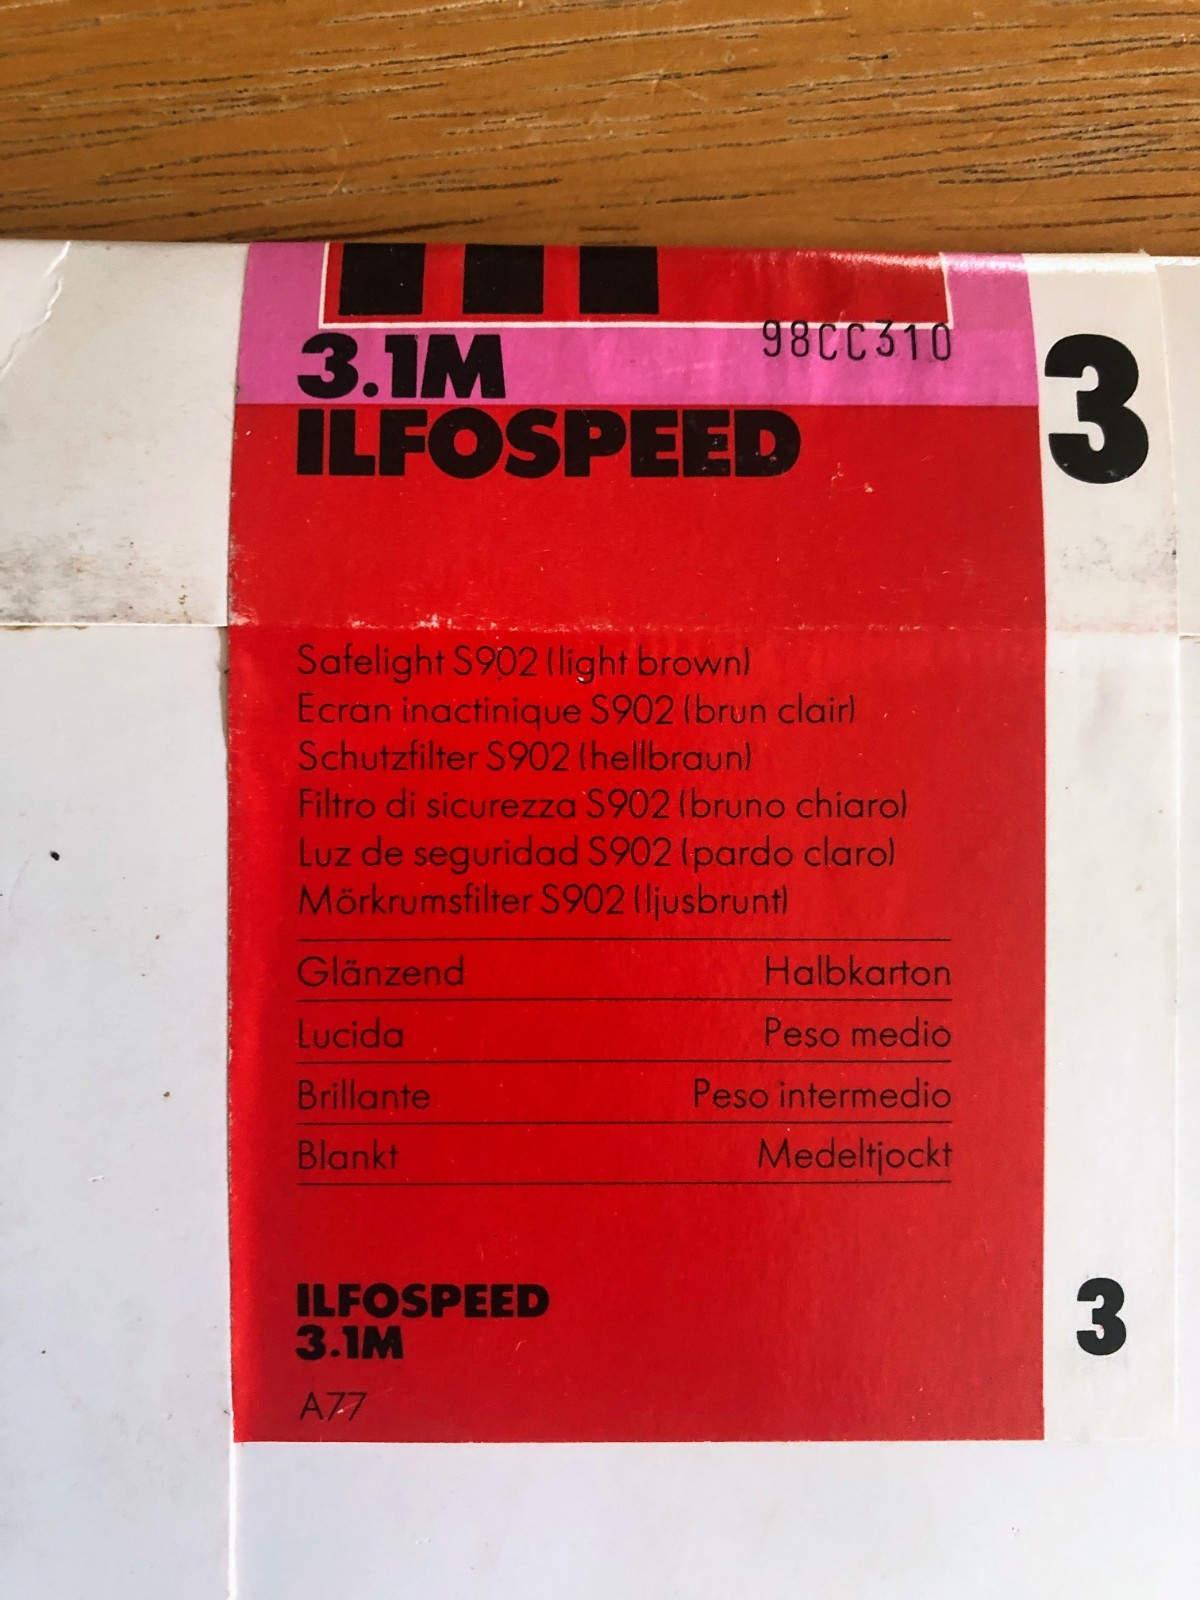 98CC310
3.1M
ILFOSPEED
3
Safelight S902 (light brown)
Ecran inactinique S902 (brun clair)
Schutzfilter S902 (hellbraun)
Filtro di sicurezza S902 (bruno chiaro)
Luz de seguridad S902 (pardo claro)
Mörkrumsfilter S902 (ljusbrunt)
Glänzend Halbkarton
Lucida Peso medio
Brillante Peso intermedio
Blankt Medeltjockt
ILFOSPEED
3.1M
3
A77